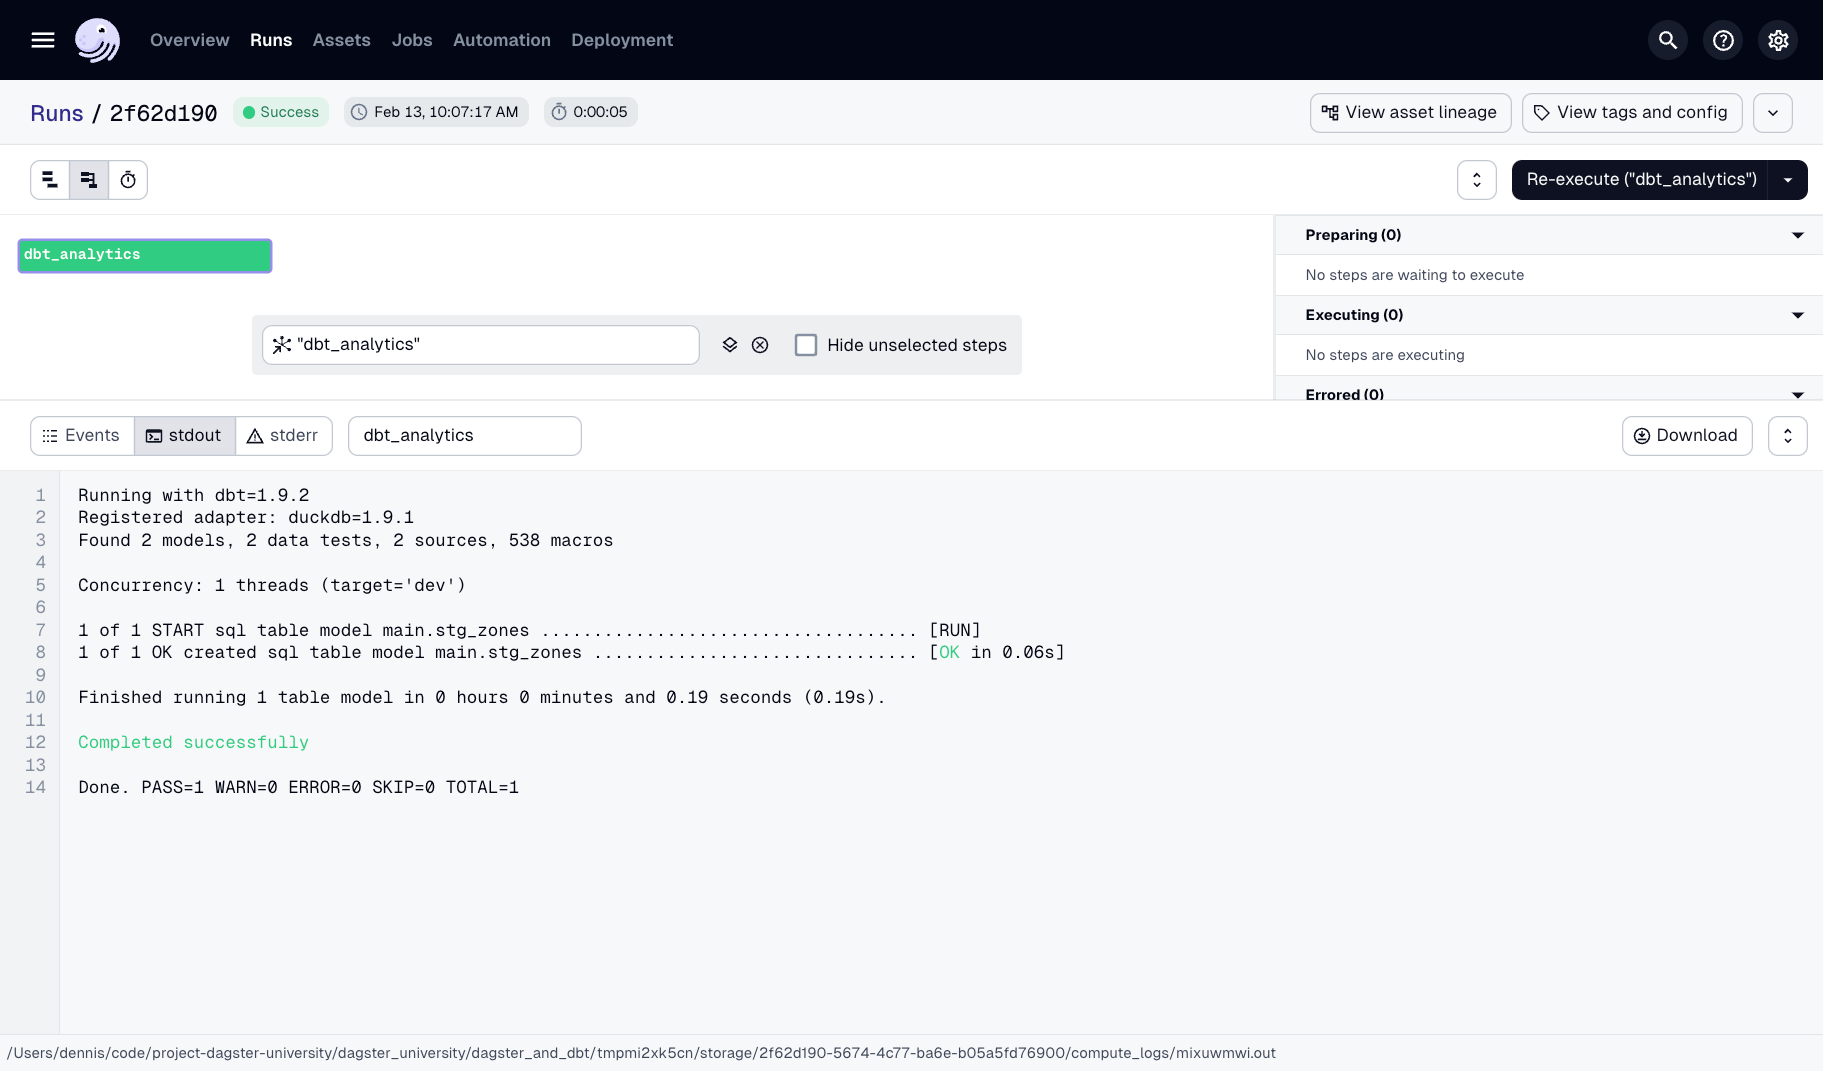 Overview Runs Assets Jobs Automation Deployment
Runs / 2f62d190 Success Feb 13, 10:07:17 AM 0:00:05 View asset lineage View tags and config
Re-execute ("dbt_analytics")
dbt_analytics
"dbt_analytics" Hide unselected steps
Preparing (0)
No steps are waiting to execute
Executing (0)
No steps are executing
Errored (0)
Events stdout stderr dbt_analytics Download
1 Running with dbt=1.9.2
2 Registered adapter: duckdb=1.9.1
3 Found 2 models, 2 data tests, 2 sources, 538 macros
4
5 Concurrency: 1 threads (target='dev')
6
7 1 of 1 START sql table model main.stg_zones .................................... [RUN]
8 1 of 1 OK created sql table model main.stg_zones ............................... [OK in 0.06s]
9
10 Finished running 1 table model in 0 hours 0 minutes and 0.19 seconds (0.19s).
11
12 Completed successfully
13
14 Done. PASS=1 WARN=0 ERROR=0 SKIP=0 TOTAL=1
/Users/dennis/code/project-dagster-university/dagster_university/dagster_and_dbt/tmpmi2xk5cn/storage/2f62d190-5674-4c77-ba6e-b05a5fd76900/compute_logs/mixuwmwi.out